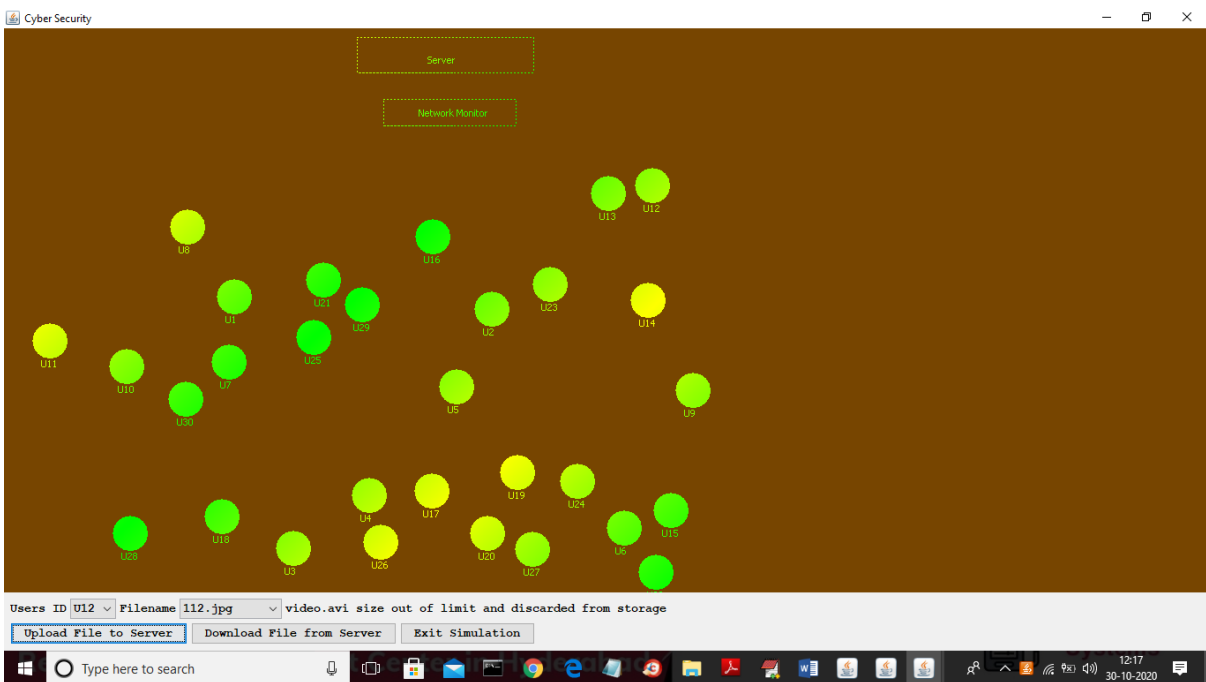 Cyber Security
Server
Network Monitor
U13
U12
U8
U16
U21
U23
U1
U29
U2
U14
U11
U25
U10
U7
U5
U9
U30
U19
U24
U4
U17
U15
U28
U18
U6
U3
U26
U20
U27
Users ID U12 Filename 112.jpg video.avi size out of limit and discarded from storage
Upload File to Server Download File from Server Exit Simulation
Type here to search
12:17
30-10-2020